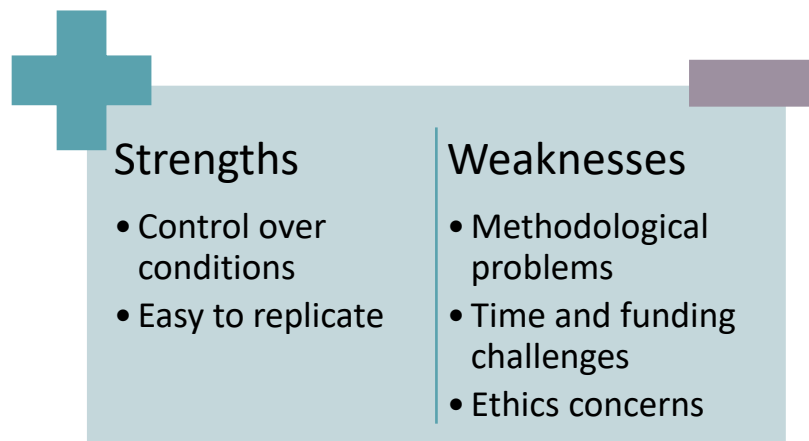 Strengths
• Control over
conditions
• Easy to replicate
Weaknesses
• Methodological
problems
• Time and funding
challenges
• Ethics concerns